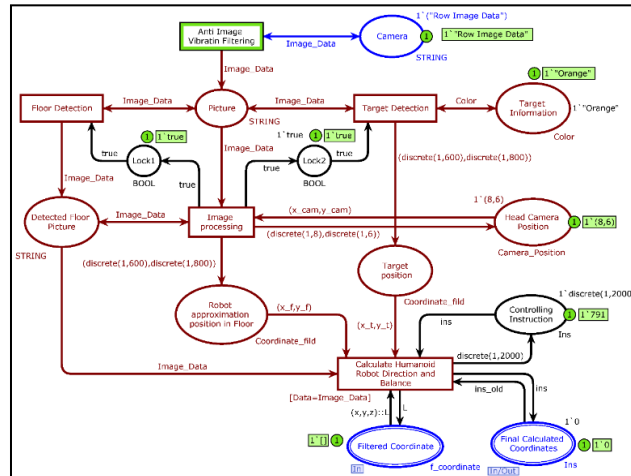 1`("Row Image Data")
Anti Image
Vibratin Filtering
Image_Data
Camera
1
1`"Row Image Data"
STRING
Image_Data
1
1`"Orange"
Floor Detection
Image_Data
Picture
Image_Data
Target Detection
Color
Target
Information
1`"Orange"
STRING
Color
true
1
1`true
Image_Data
1`true
1
1`true
true
Lock1
Lock2
(discrete(1,600),discrete(1,800))
BOOL
BOOL
Image_Data
true
true
1`(8,6)
Detected Floor
Picture
Image_Data
Image
processing
(x_cam,y_cam)
(discrete(1,8),discrete(1,6))
Head Camera
Position
1
1`(8,6)
STRING
(discrete(1,600),discrete(1,800))
Camera_Position
Target
position
1`discrete(1,2000)
Robot
approximation
position in Floor
(x_f,y_f)
Coordinate_fild
Coordinate_fild
(x_t,y_t)
ins
Controlling
Instruction
1
1`791
Ins
Image_Data
Calculate Humanoid
Robot Direction and
Balance
discrete(1,2000)
ins
[Data=Image_Data]
ins_old
(x,y,z)::L
L
1`0
1`[]
1
Filtered Coordinate
Final Calculated
Coordinates
1
1`0
In
f_coordinate
In/Out
Ins